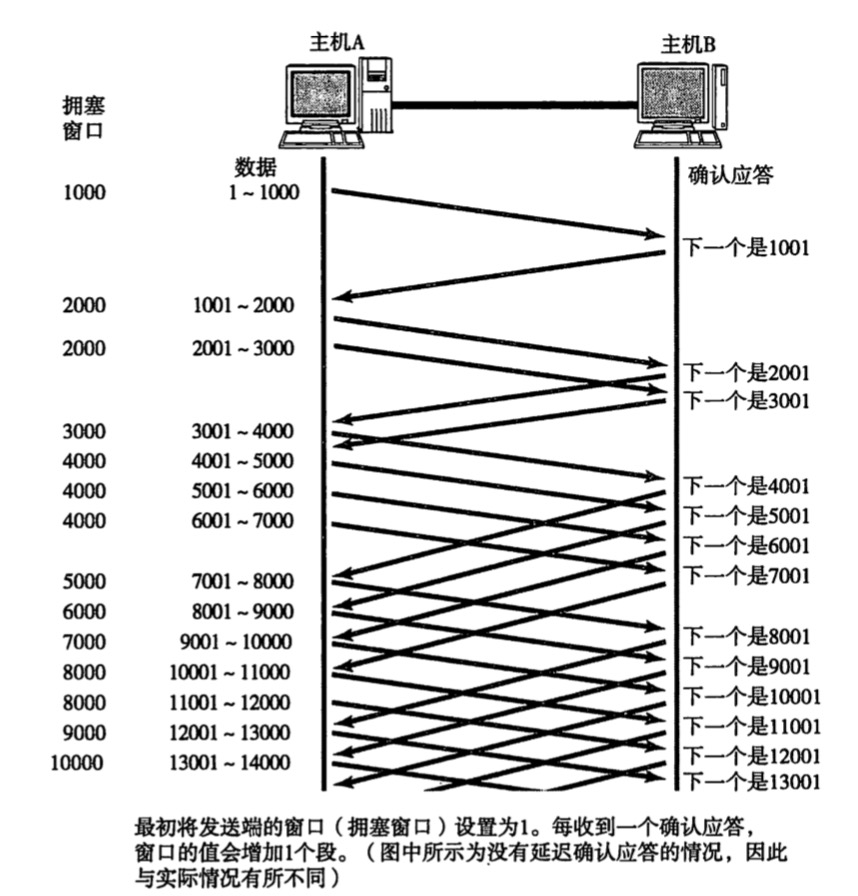 主机A 主机B
拥塞
窗口
数据 确认应答
1000 1~1000
下一个是1001
2000 1001~2000
2000 2001~3000
下一个是2001
下一个是3001
3000 3001~4000
4000 4001~5000
4000 5001~6000
下一个是4001
4000 6001~7000
下一个是5001
下一个是6001
下一个是7001
5000 7001~8000
6000 8001~9000
7000 9001~10000
下一个是8001
8000 10001~11000
下一个是9001
8000 11001~12000
下一个是10001
9000 12001~13000
下一个是11001
10000 13001~14000
下一个是12001
下一个是13001
最初将发送端的窗口（拥塞窗口）设置为1。每收到一个确认应答，
窗口的值会增加1个段。（图中所示为没有延迟确认应答的情况，因此
与实际情况有所不同）